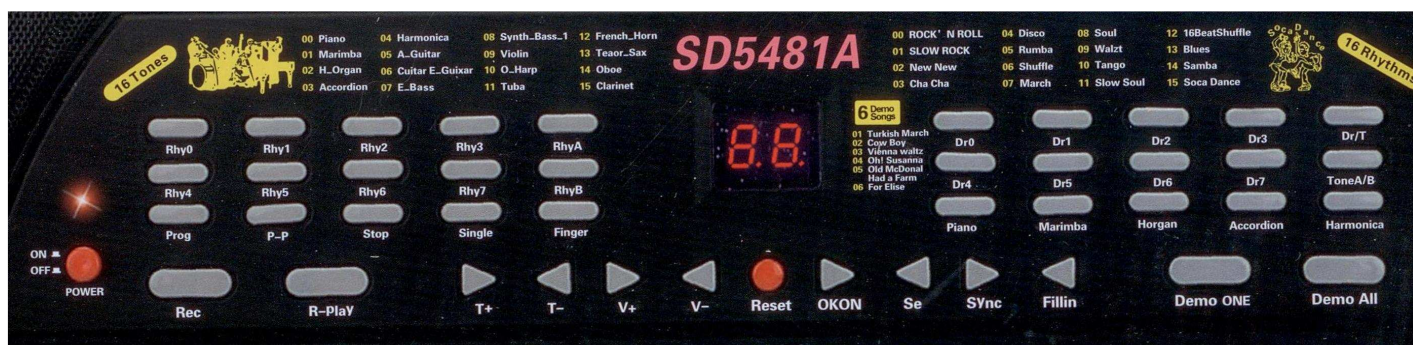 16 Tones
00 Piano
01 Marimba
02 H_Organ
03 Accordion
04 Harmonica
05 A_Guitar
06 Cuitar E_Guixar
07 E_Bass
08 Synth_Bass_1
09 Violin
10 O_Harp
11 Tuba
12 French_Horn
13 Teaor_Sax
14 Oboe
15 Clarinet
SD5481A
00 ROCK' N ROLL
01 SLOW ROCK
02 New New
03 Cha Cha
04 Disco
05 Rumba
06 Shuffle
07 March
08 Soul
09 Walzt
10 Tango
11 Slow Soul
12 16BeatShuffle
13 Blues
14 Samba
15 Soca Dance
Soca Dance
16 Rhythms
8.8.
6 Demo
Songs
01 Turkish March
02 Cow Boy
03 Vienna waltz
04 Oh! Susanna
05 Old McDonal
Had a Farm
06 For Elise
Rhy0 Rhy1 Rhy2 Rhy3 RhyA
Rhy4 Rhy5 Rhy6 Rhy7 RhyB
Prog P-P Stop Single Finger
Dr0 Dr1 Dr2 Dr3 Dr/T
Dr4 Dr5 Dr6 Dr7 ToneA/B
Piano Marimba Horgan Accordion Harmonica
ON
OFF
POWER
Rec R-Play T+ T- V+ V- Reset OKON Se Sync Fillin Demo ONE Demo All